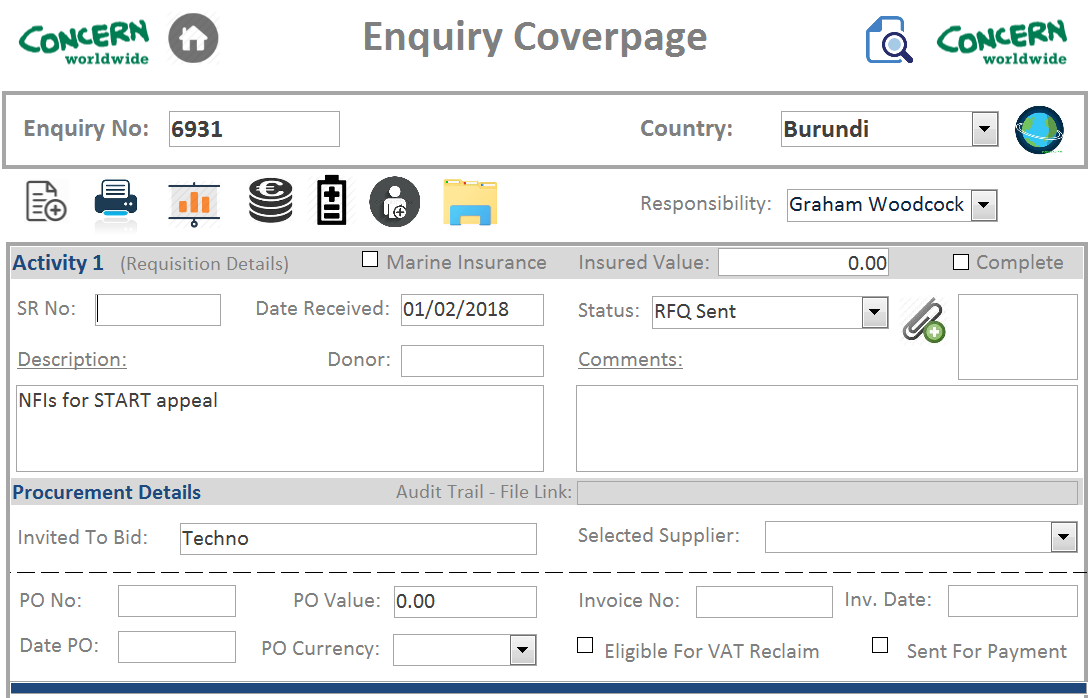 CONCERN worldwide
Enquiry Coverpage
CONCERN worldwide
Enquiry No: 6931 Country: Burundi
Responsibility: Graham Woodcock
Activity 1 (Requisition Details) Marine Insurance Insured Value: 0.00 Complete
SR No: Date Received: 01/02/2018 Status: RFQ Sent
Description: Donor: Comments:
NFIs for START appeal
Procurement Details Audit Trail - File Link:
Invited To Bid: Techno Selected Supplier:
PO No: PO Value: 0.00 Invoice No: Inv. Date:
Date PO: PO Currency: Eligible For VAT Reclaim Sent For Payment